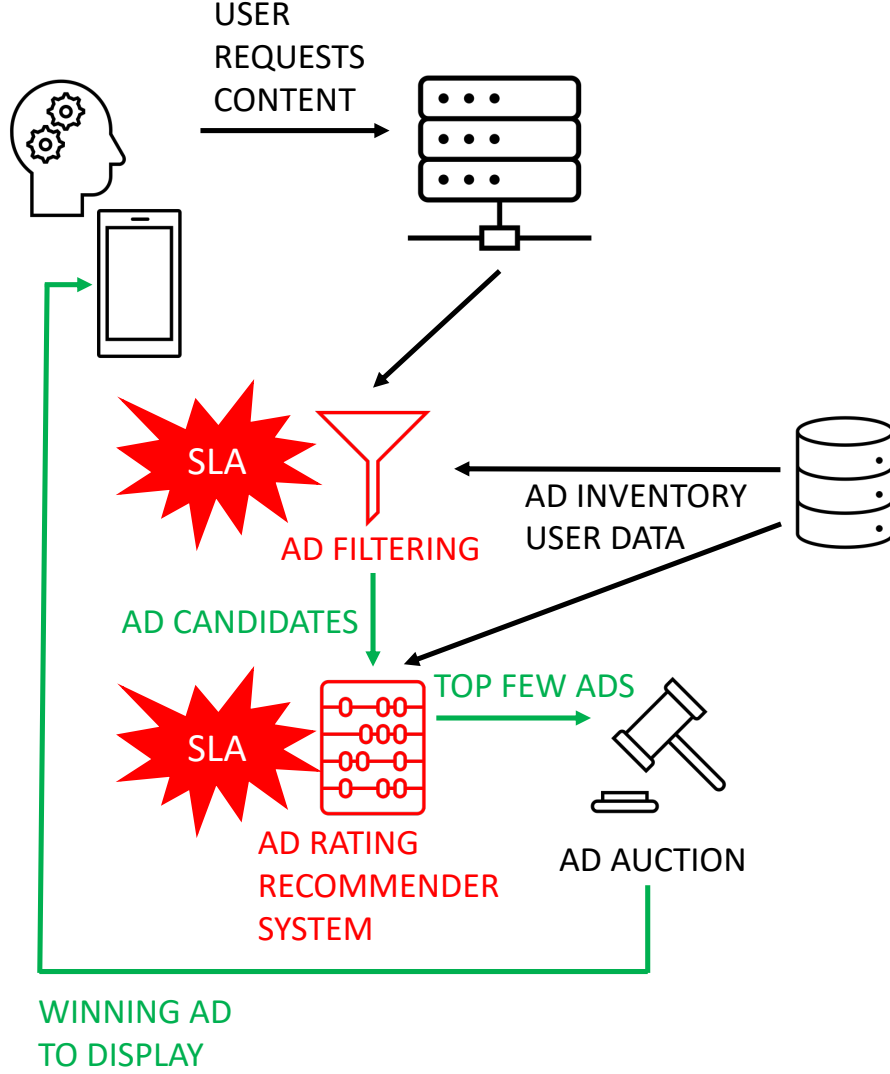 USER
REQUESTS
CONTENT
SLA
AD FILTERING
AD INVENTORY
USER DATA
AD CANDIDATES
TOP FEW ADS
SLA
AD RATING
RECOMMENDER
SYSTEM
AD AUCTION
WINNING AD
TO DISPLAY